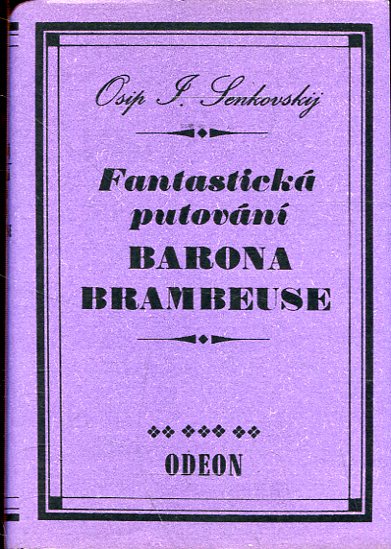 Osip I. Senkovskij
Fantastická
putování
BARONA
BRAMBEUSE
ODEON